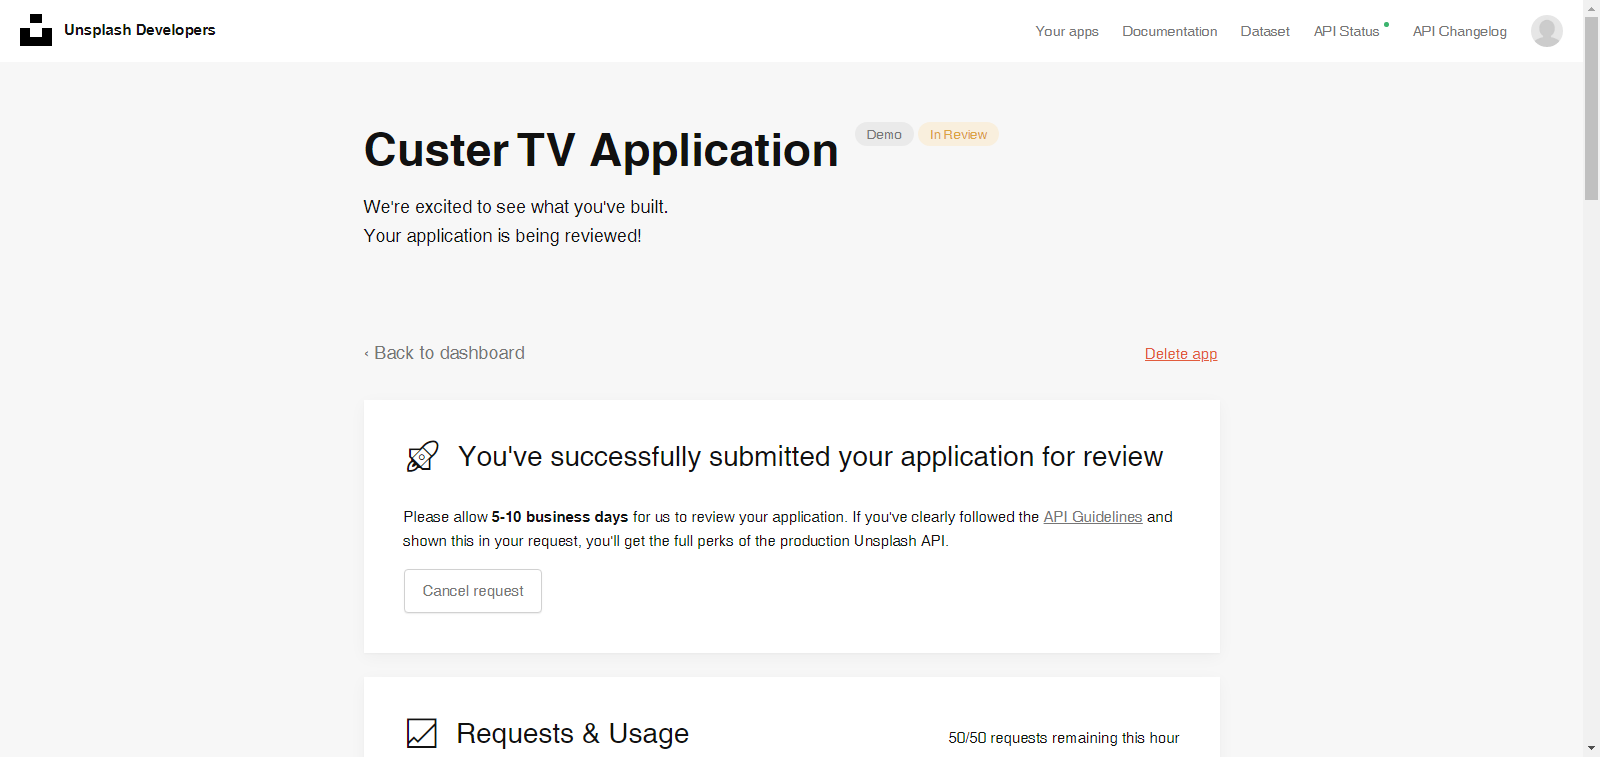 Unsplash Developers
Your apps Documentation Dataset API Status API Changelog
Custer TV Application Demo In Review
We're excited to see what you've built.
Your application is being reviewed!
‹ Back to dashboard Delete app
You've successfully submitted your application for review
Please allow 5-10 business days for us to review your application. If you've clearly followed the API Guidelines and
shown this in your request, you'll get the full perks of the production Unsplash API.
Cancel request
Requests & Usage 50/50 requests remaining this hour